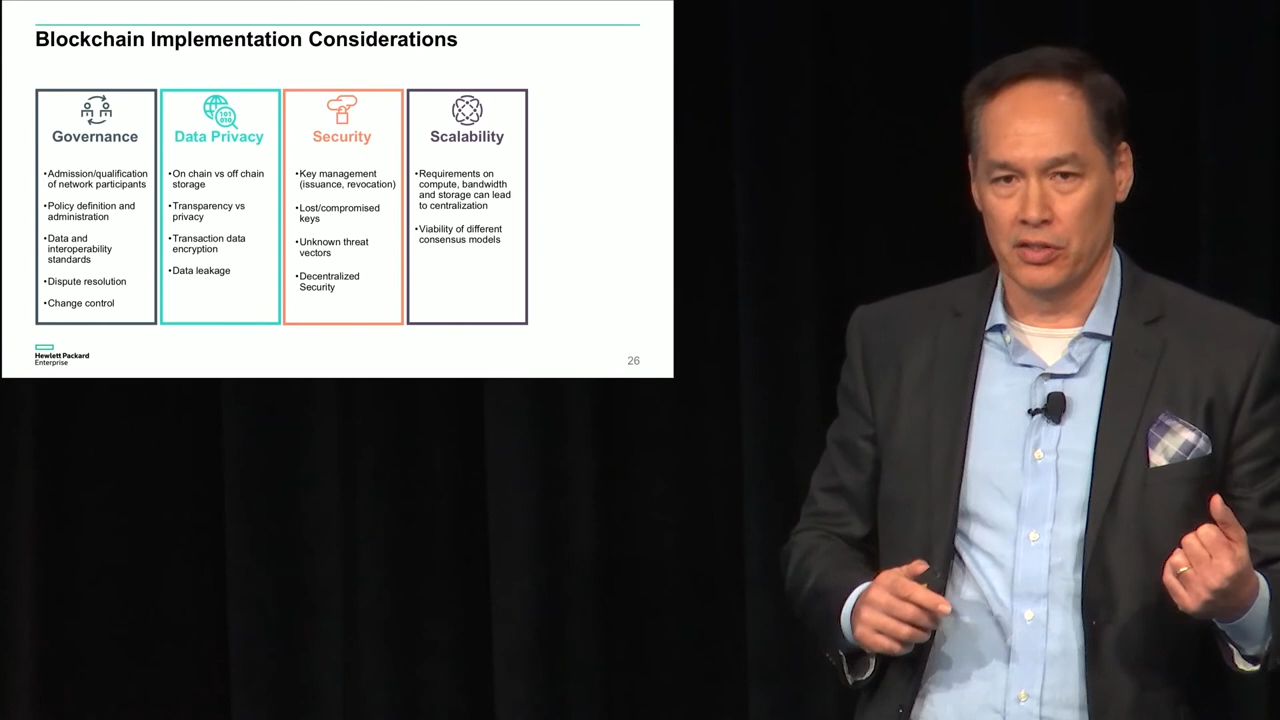 Blockchain Implementation Considerations
Governance
•Admission/qualification
of network participants
•Policy definition and
administration
•Data and
interoperability
standards
•Dispute resolution
•Change control
101
010
Data Privacy
•On chain vs off chain
storage
•Transparency vs
privacy
•Transaction data
encryption
•Data leakage
Security
•Key management
(issuance, revocation)
•Lost/compromised
keys
•Unknown threat
vectors
•Decentralized
Security
Scalability
•Requirements on
compute, bandwidth
and storage can lead
to centralization
•Viability of different
consensus models
Hewlett Packard
Enterprise
26